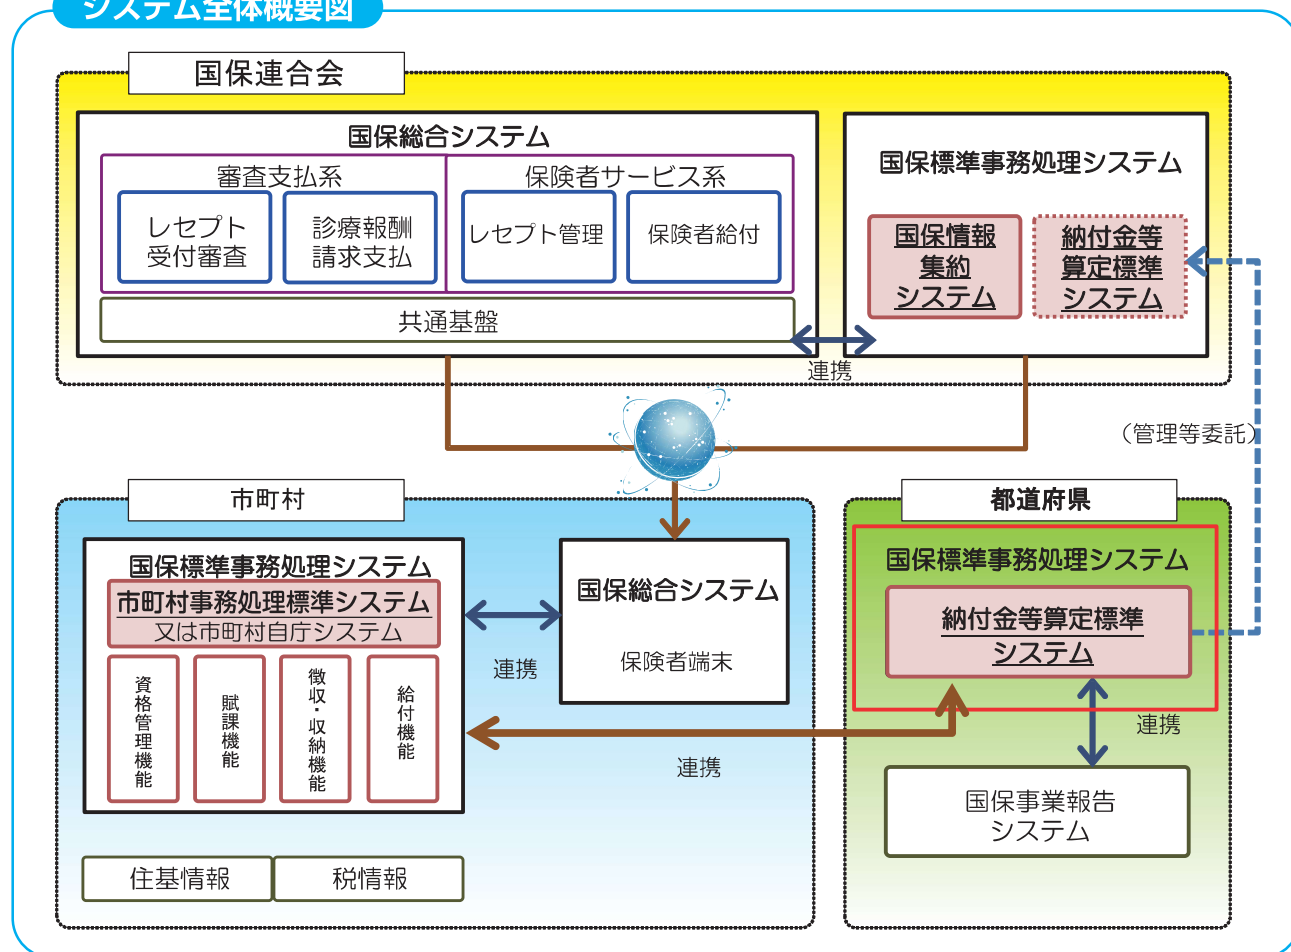 システム全体概要図
国保連合会
国保総合システム
審査支払系
レセプト
受付審査
診療報酬
請求支払
保険者サービス系
レセプト管理
保険者給付
共通基盤
連携
国保標準事務処理システム
国保情報
集約
システム
納付金等
算定標準
システム
（管理等委託）
市町村
国保標準事務処理システム
市町村事務処理標準システム
又は市町村自庁システム
資格管理機能
賦課機能
徴収・収納機能
給付機能
連携
国保総合システム
保険者端末
連携
住基情報
税情報
都道府県
国保標準事務処理システム
納付金等算定標準
システム
連携
国保事業報告
システム